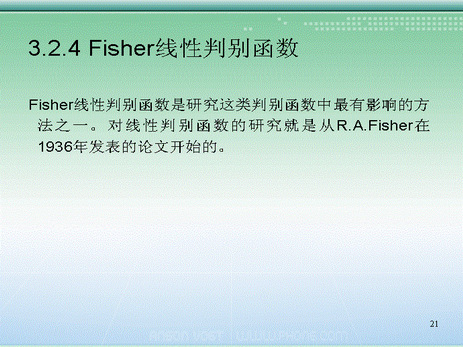 3.2.4 Fisher线性判别函数
Fisher线性判别函数是研究这类判别函数中最有影响的方
法之一。对线性判别函数的研究就是从R.A.Fisher在
1936年发表的论文开始的。
21